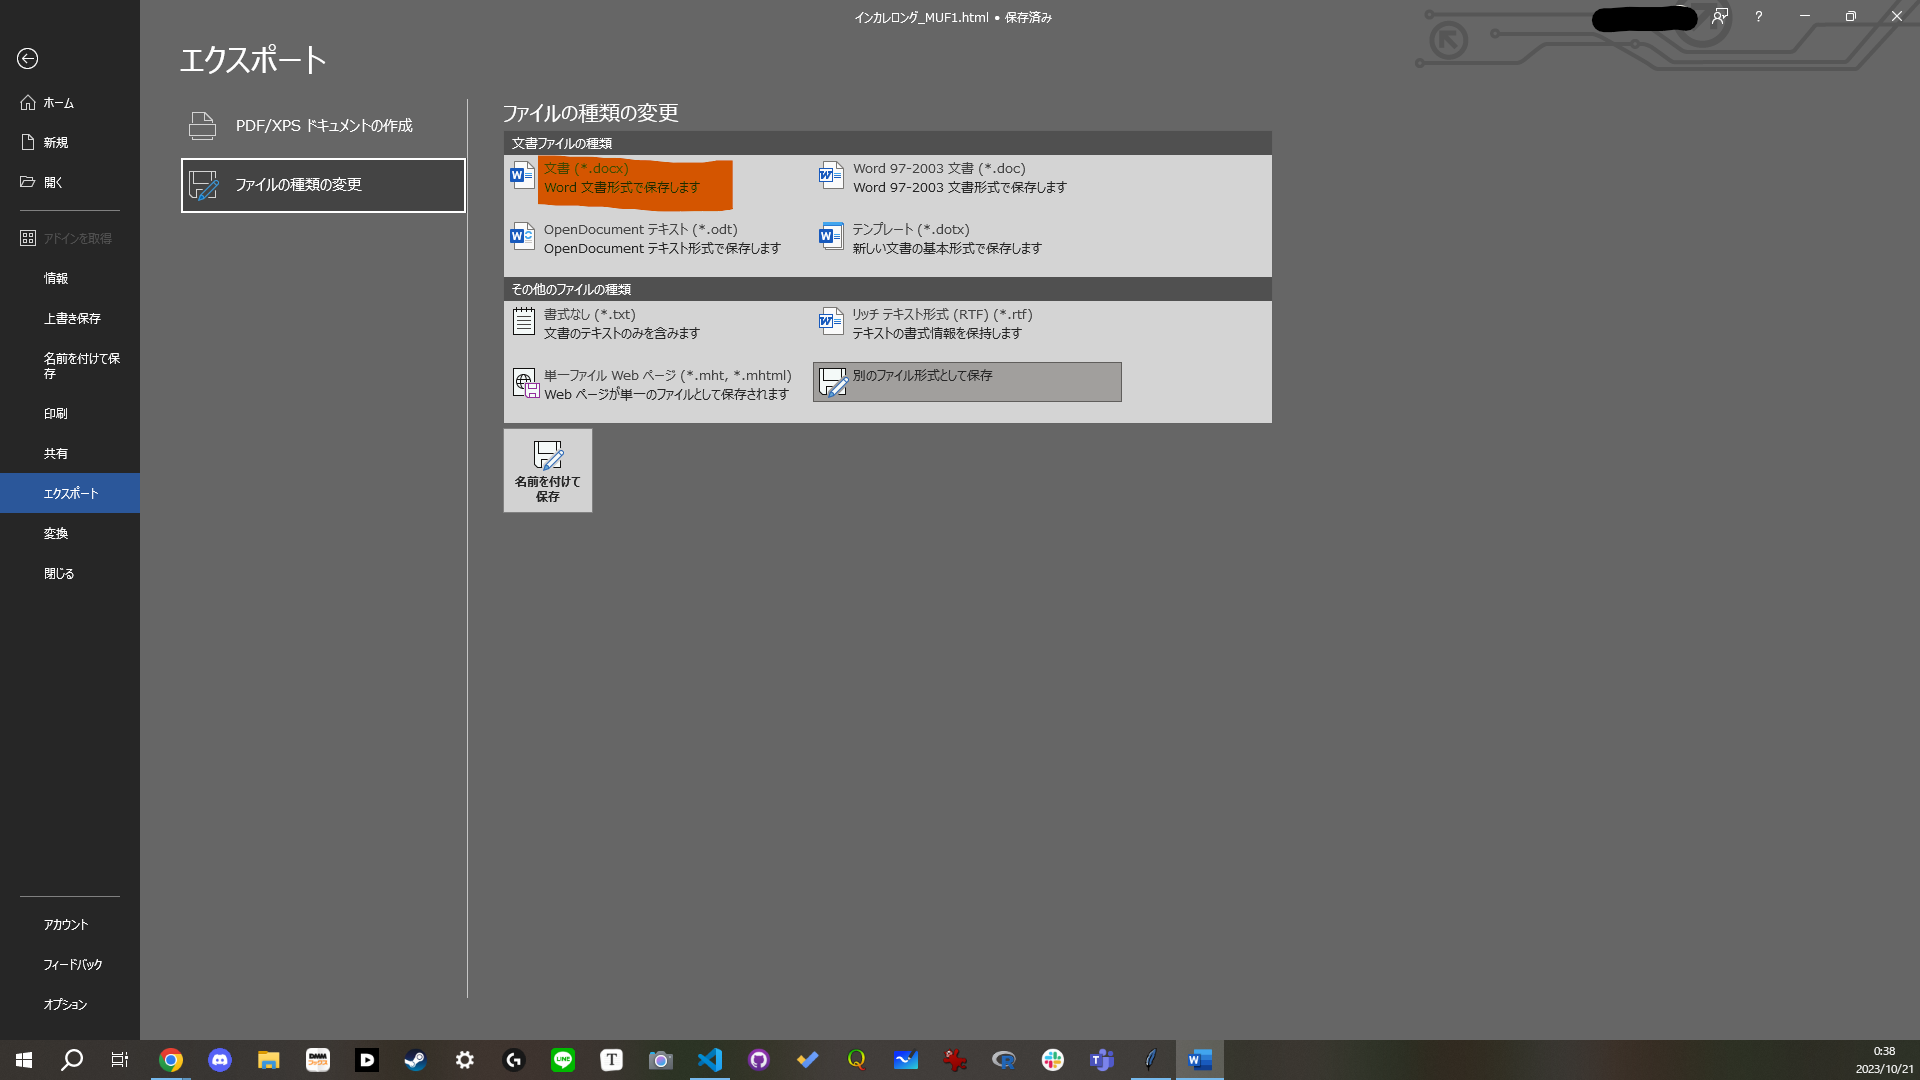 インカレロング_MUF1.html • 保存済み
?
エクスポート
ホーム
新規
開く
アドインを取得
情報
上書き保存
名前を付けて保
存
印刷
共有
エクスポート
変換
閉じる
アカウント
フィードバック
オプション
PDF/XPS ドキュメントの作成
ファイルの種類の変更
ファイルの種類の変更
文書ファイルの種類
文書 (*.docx)
Word 文書形式で保存します
Word 97-2003 文書 (*.doc)
Word 97-2003 文書形式で保存します
OpenDocument テキスト (*.odt)
OpenDocument テキスト形式で保存します
テンプレート (*.dotx)
新しい文書の基本形式で保存します
その他のファイルの種類
書式なし (*.txt)
文書のテキストのみを含みます
リッチ テキスト形式 (RTF) (*.rtf)
テキストの書式情報を保持します
単一ファイル Web ページ (*.mht, *.mhtml)
Web ページが単一のファイルとして保存されます
別のファイル形式として保存
名前を付けて
保存
0:38
2023/10/21